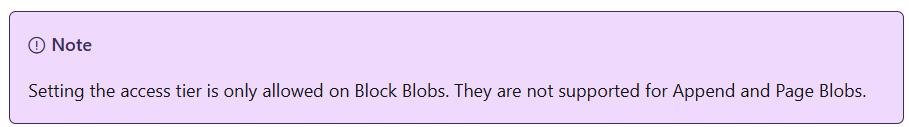 Note
Setting the access tier is only allowed on Block Blobs. They are not supported for Append and Page Blobs.